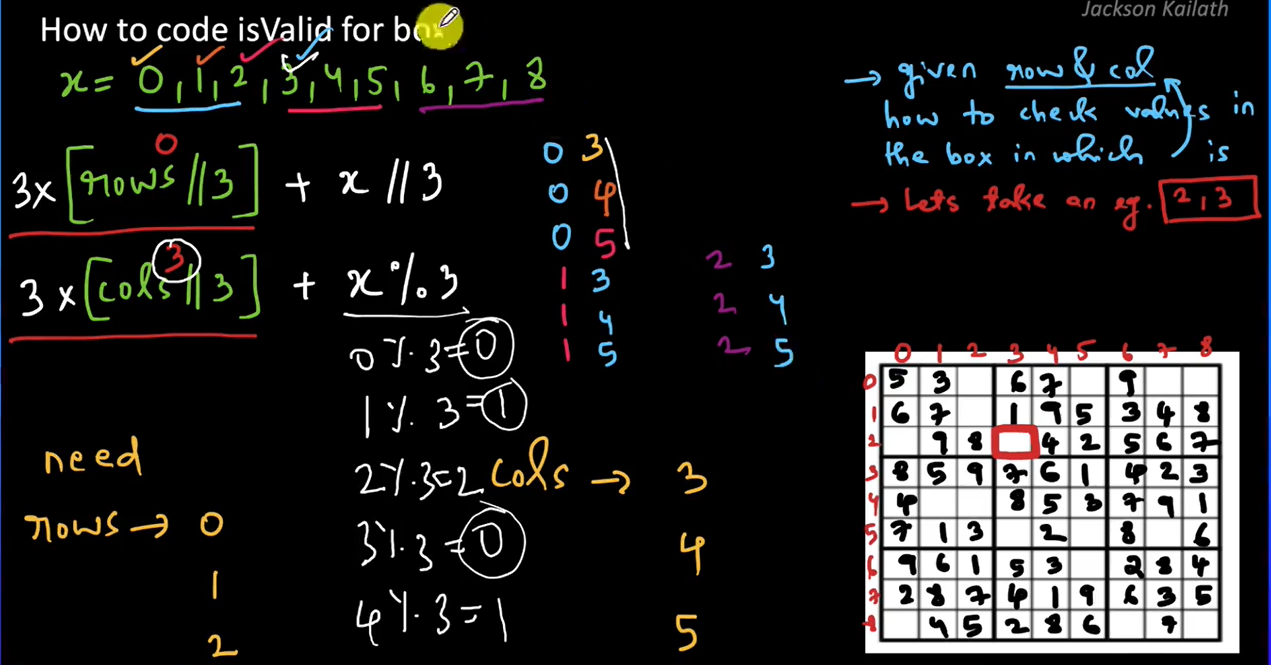 Jackson Kailath
How to code isValid for box
x = 0, 1, 2, 3, 4, 5, 6, 7, 8
→ given row & col
how to check values in
the box in which is
→ Lets take an eg. 2, 3
0
3x [rows // 3] + x // 3
3
3 x [cols // 3] + x % 3
0 % 3 = 0
1 % 3 = 1
2 % 3 = 2
3 % 3 = 0
4 % 3 = 1
0 3
0 4
0 5
1 3
1 4
1 5
2 3
2 4
2 5
need
rows → 0
1
2
cols → 3
4
5
0 1 2 3 4 5 6 7 8
0 5 3 6 7 9
1 6 7 1 9 5 3 4 8
2 9 8 4 2 5 6 7
3 8 5 9 7 6 1 4 2 3
4 4 8 5 3 7 9 1
5 7 1 3 2 8 6
6 9 6 1 5 3 2 8 4
7 2 8 7 4 1 9 6 3 5
8 4 5 2 8 6 7